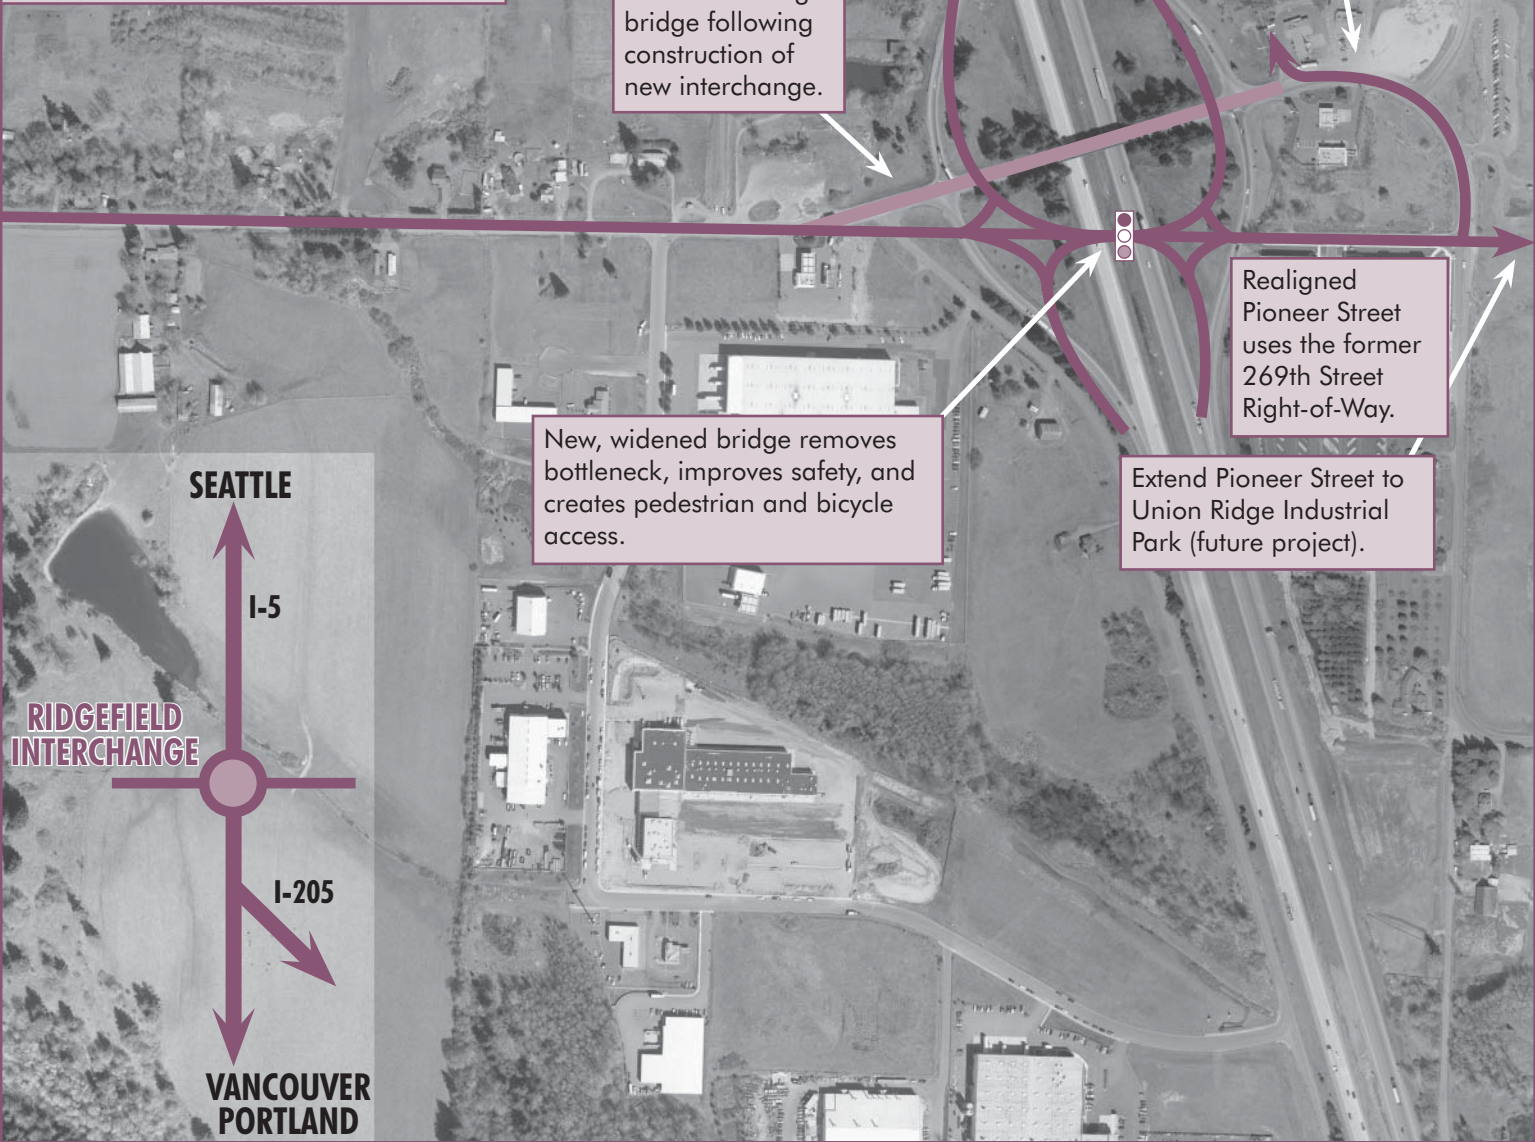 bridge following
construction of
new interchange.
Realigned
Pioneer Street
uses the former
269th Street
Right-of-Way.
New, widened bridge removes
bottleneck, improves safety, and
creates pedestrian and bicycle
access.
Extend Pioneer Street to
Union Ridge Industrial
Park (future project).
SEATTLE
I-5
RIDGEFIELD
INTERCHANGE
I-205
VANCOUVER
PORTLAND